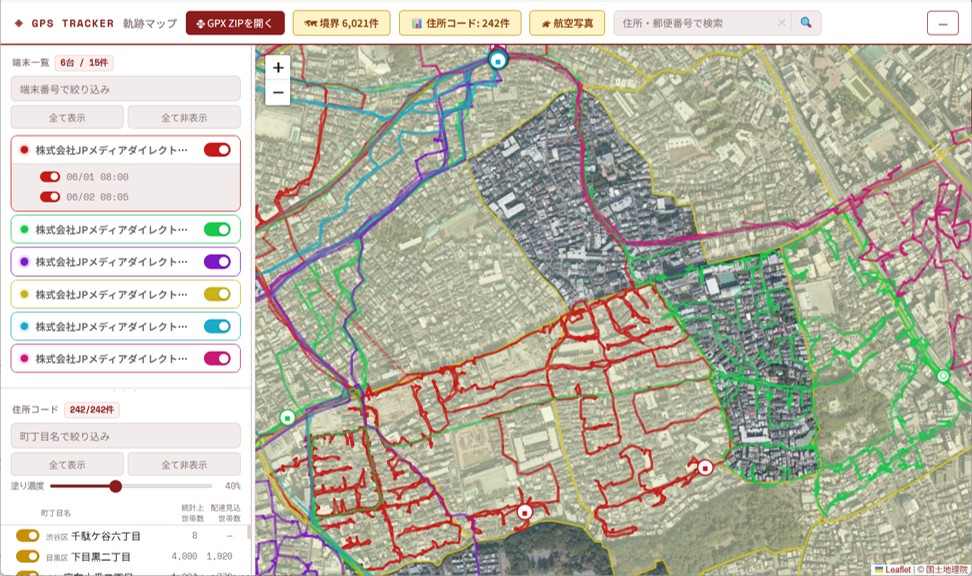 GPS TRACKER 軌跡マップ
GPX ZIPを開く
境界 6,021件
住所コード: 242件
航空写真
住所・郵便番号で検索
端末一覧 6台 / 15件
端末番号で絞り込み
全て表示 全て非表示
株式会社JPメディアダイレクト…
06/01 08:00
06/02 08:05
株式会社JPメディアダイレクト…
株式会社JPメディアダイレクト…
株式会社JPメディアダイレクト…
株式会社JPメディアダイレクト…
株式会社JPメディアダイレクト…
住所コード 242/242件
町丁目名で絞り込み
全て表示 全て非表示
塗り濃度 40%
町丁目名 統計上世帯数 配達見込世帯数
渋谷区 千駄ケ谷六丁目 8 —
目黒区 下目黒二丁目 4,000 1,920
+
−
Leaflet | © 国土地理院